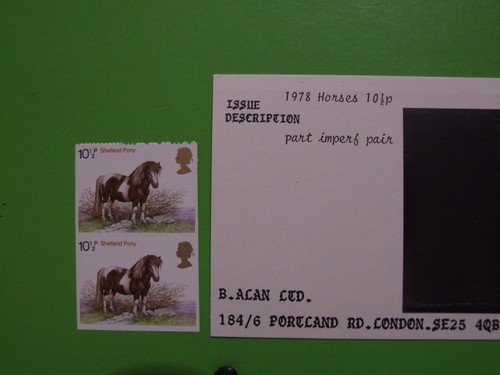 1978 Horses 10½p
ISSUE
DESCRIPTION
part imperf pair
10½P Shetland Pony
10½P Shetland Pony
B.ALAN LTD.
184/6 PORTLAND RD.LONDON.SE25 4QB